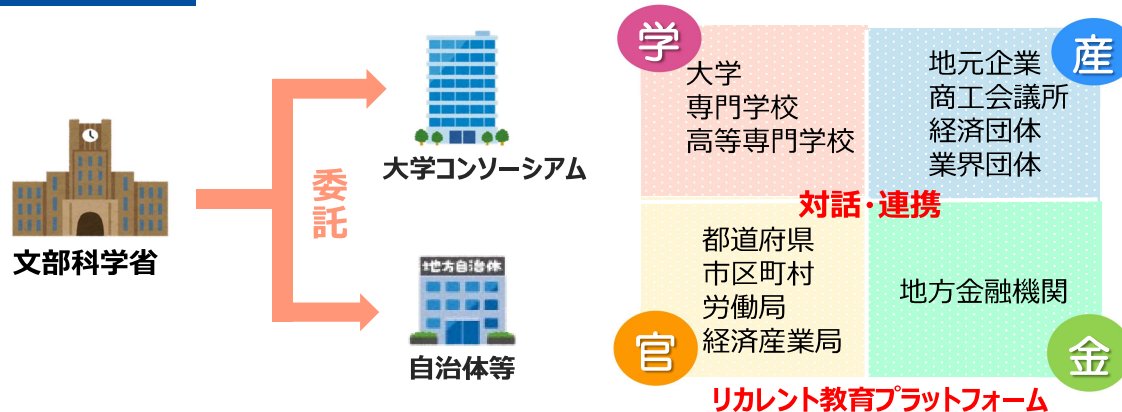 文部科学省
委託
大学コンソーシアム
地方自治体
自治体等
学
大学
専門学校
高等専門学校
産
地元企業
商工会議所
経済団体
業界団体
対話・連携
官
都道府県
市区町村
労働局
経済産業局
金
地方金融機関
リカレント教育プラットフォーム